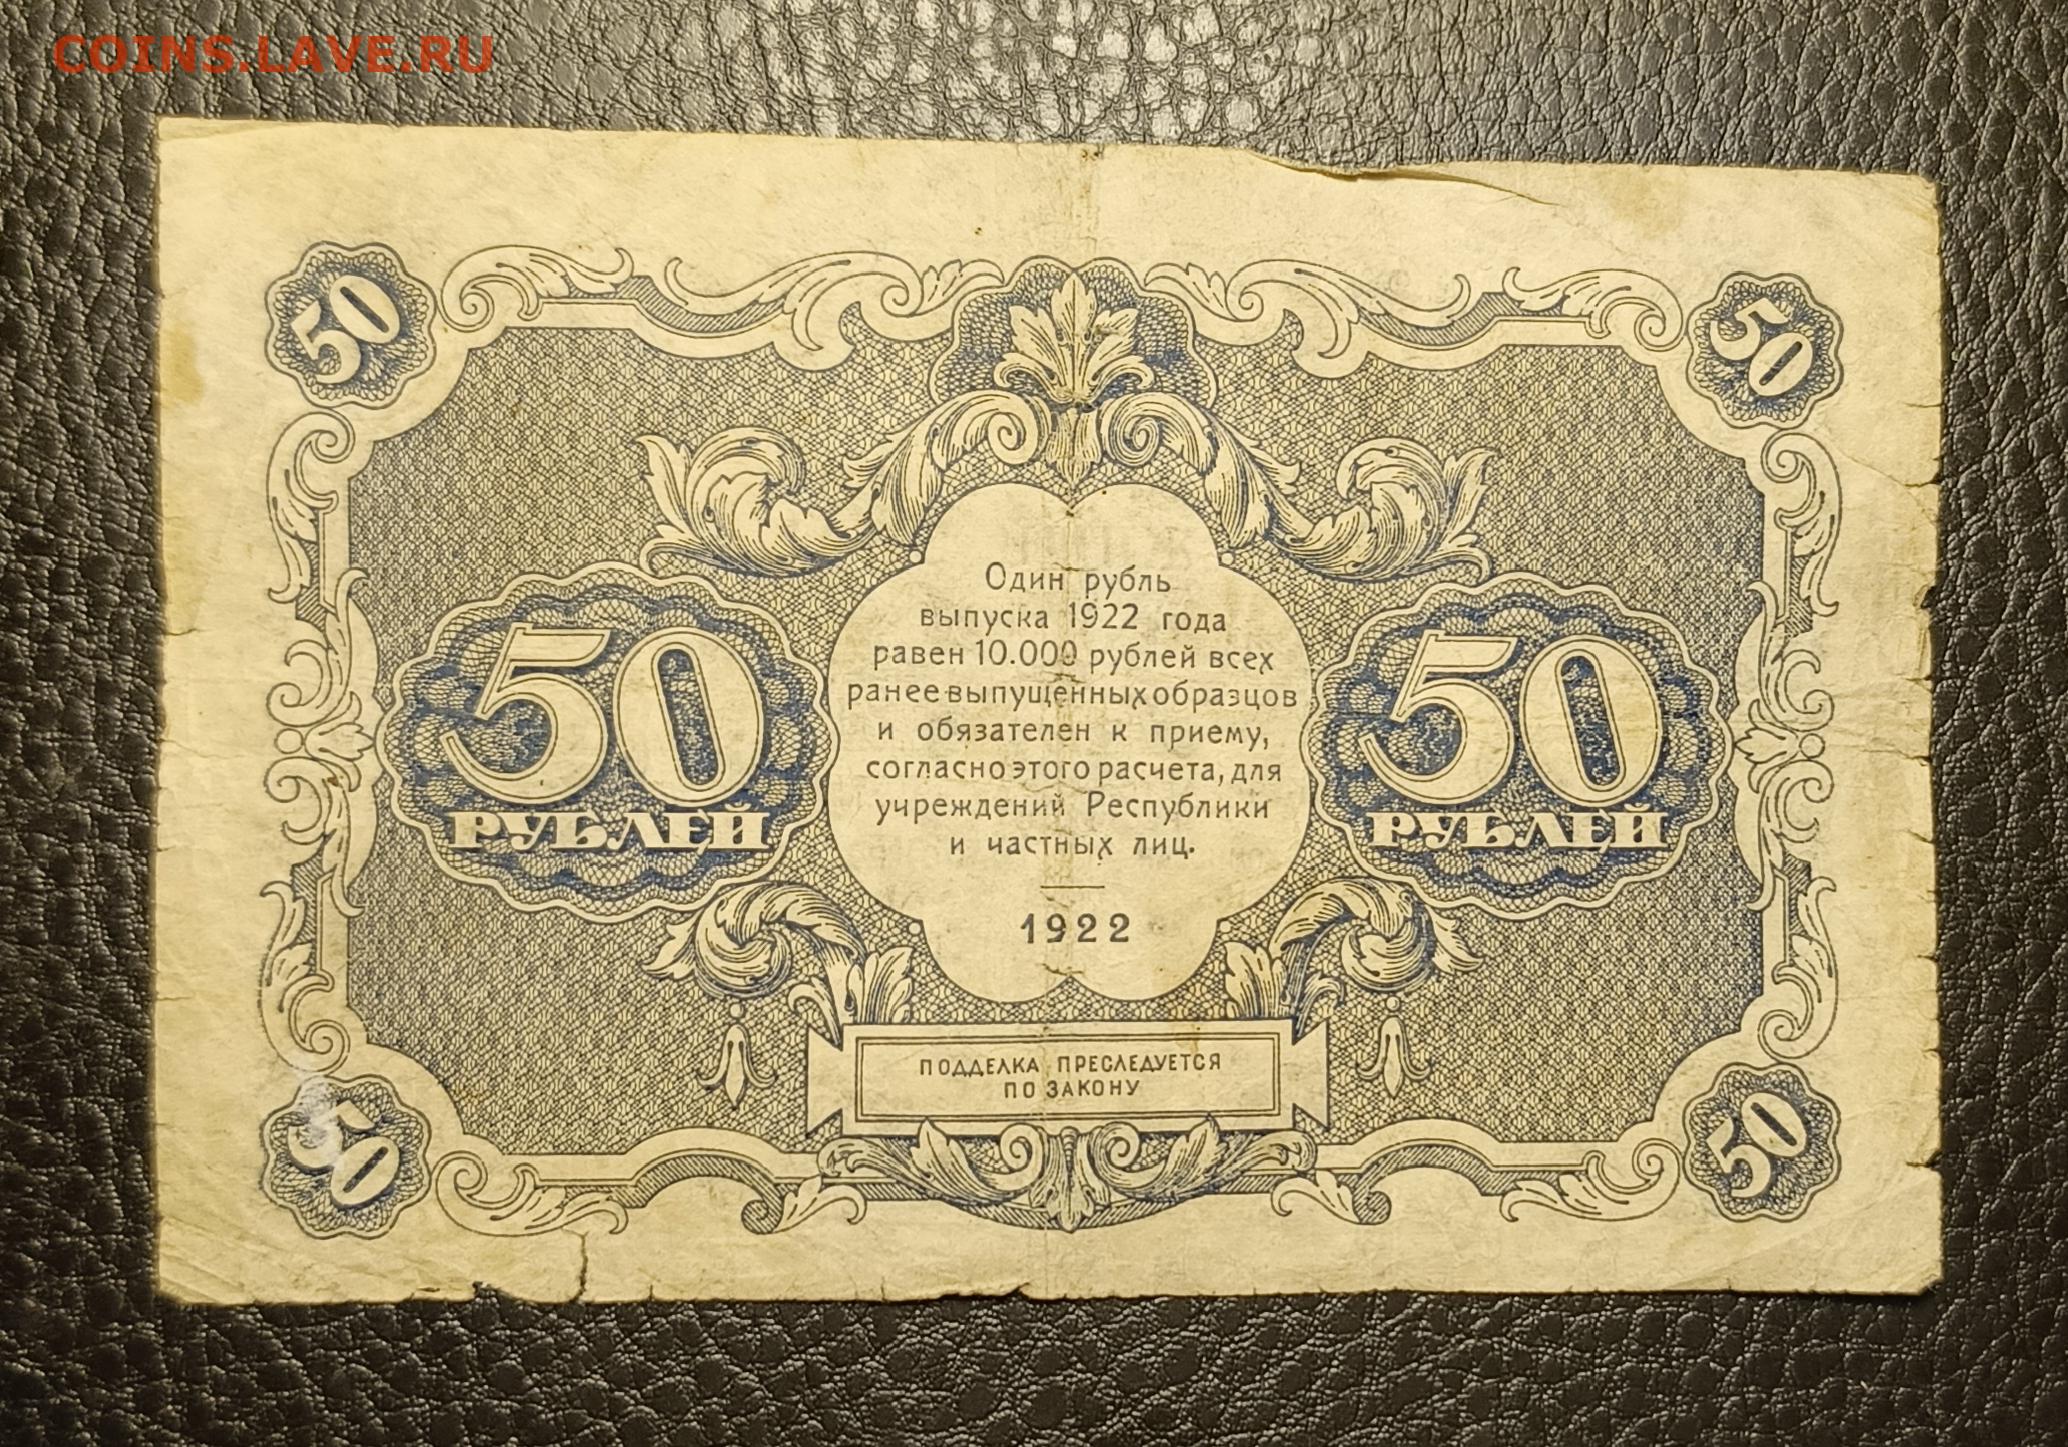 COINS.LAVE.RU
50
50
Один рубль
выпуска 1922 года
равен 10.000 рублей всех
ранее выпущенных образцов
и обязателен к приему,
согласно этого расчета, для
учреждений Республики
и частных лиц.
1922
50
РУБЛЕЙ
50
РУБЛЕЙ
ПОДДЕЛКА ПРЕСЛЕДУЕТСЯ
ПО ЗАКОНУ
50
50